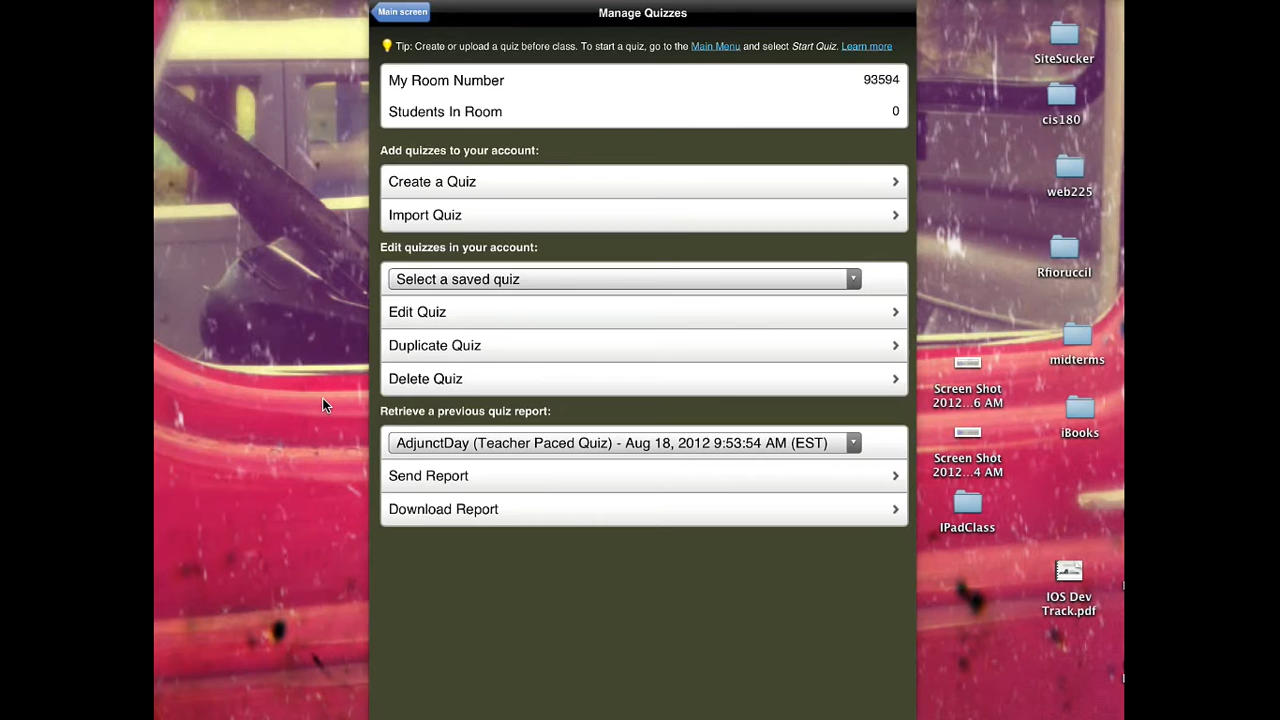 Main screen
Manage Quizzes
Tip: Create or upload a quiz before class. To start a quiz, go to the Main Menu and select Start Quiz. Learn more
My Room Number 93594
Students In Room 0
Add quizzes to your account:
Create a Quiz
Import Quiz
Edit quizzes in your account:
Select a saved quiz
Edit Quiz
Duplicate Quiz
Delete Quiz
Retrieve a previous quiz report:
AdjunctDay (Teacher Paced Quiz) - Aug 18, 2012 9:53:54 AM (EST)
Send Report
Download Report
SiteSucker
cis180
web225
Rfioruccil
midterms
Screen Shot
2012...6 AM
iBooks
Screen Shot
2012...4 AM
IPadClass
IOS Dev
Track.pdf